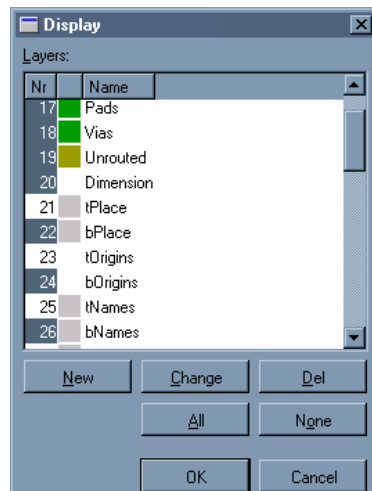 Display
Layers:
Nr Name
17 Pads
18 Vias
19 Unrouted
20 Dimension
21 tPlace
22 bPlace
23 tOrigins
24 bOrigins
25 tNames
26 bNames
New Change Del
All None
OK Cancel